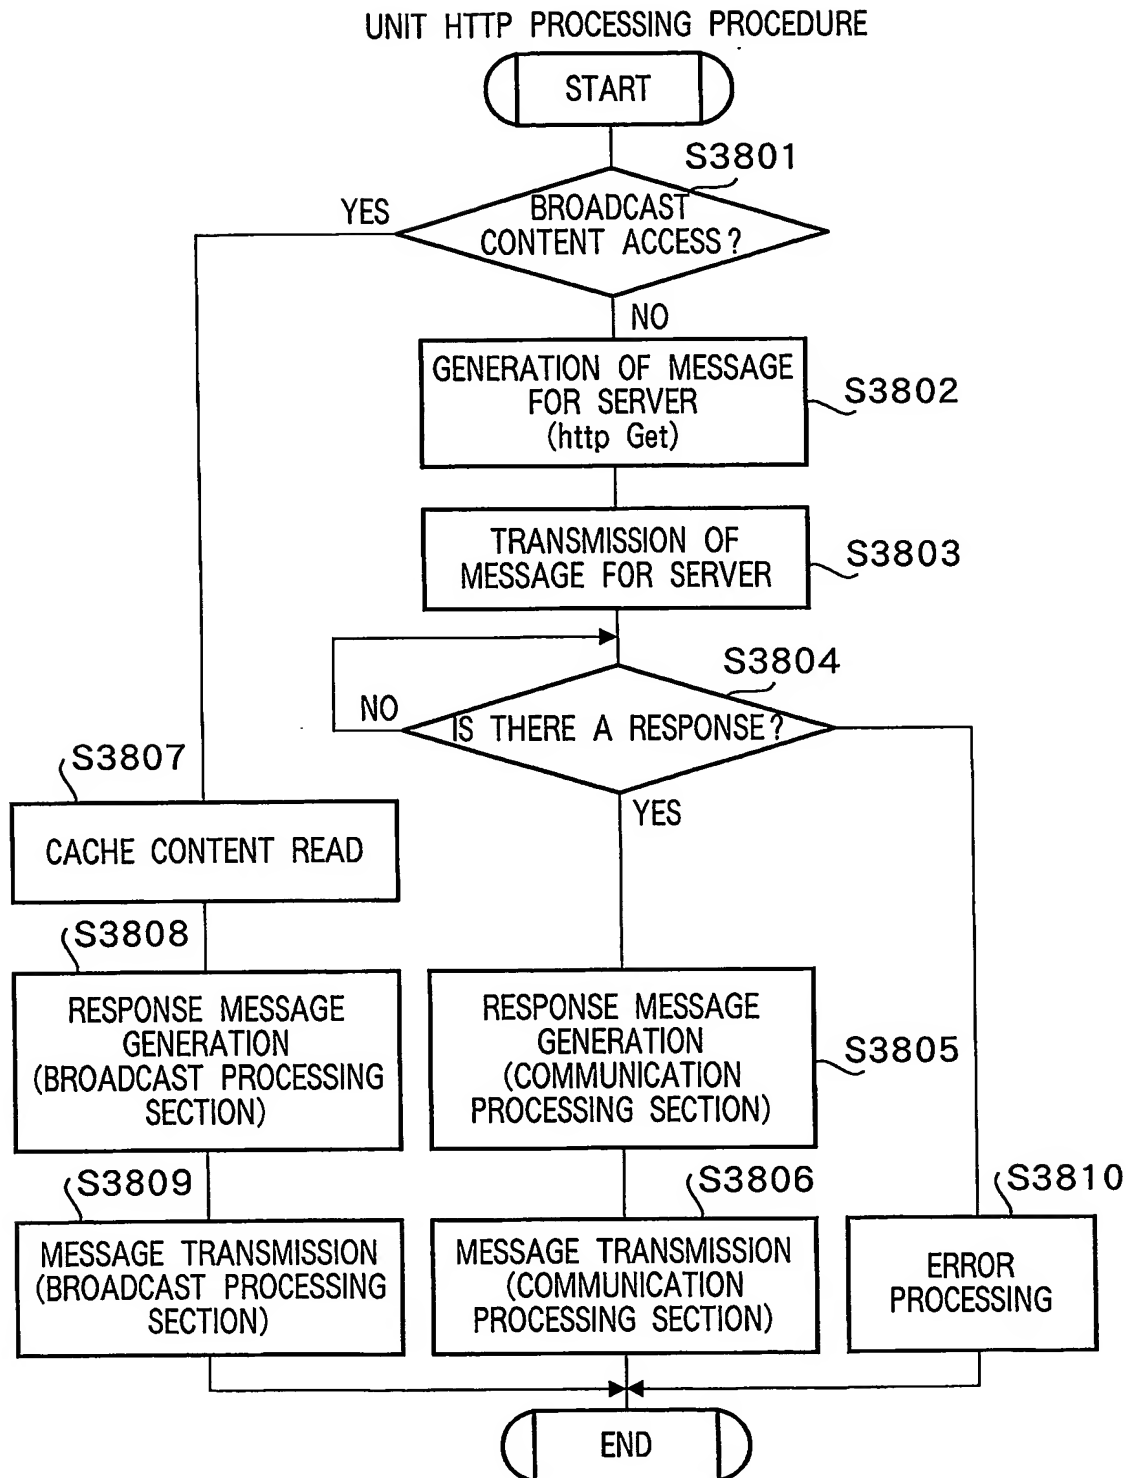 UNIT HTTP PROCESSING PROCEDURE
START
S3801
YES
BROADCAST
CONTENT ACCESS?
NO
GENERATION OF MESSAGE
FOR SERVER
(http Get)
S3802
TRANSMISSION OF
MESSAGE FOR SERVER
S3803
S3804
NO
IS THERE A RESPONSE?
YES
S3807
CACHE CONTENT READ
S3808
RESPONSE MESSAGE
GENERATION
(BROADCAST PROCESSING
SECTION)
RESPONSE MESSAGE
GENERATION
(COMMUNICATION
PROCESSING SECTION)
S3805
S3809
MESSAGE TRANSMISSION
(BROADCAST PROCESSING
SECTION)
S3806
MESSAGE TRANSMISSION
(COMMUNICATION
PROCESSING SECTION)
S3810
ERROR
PROCESSING
END